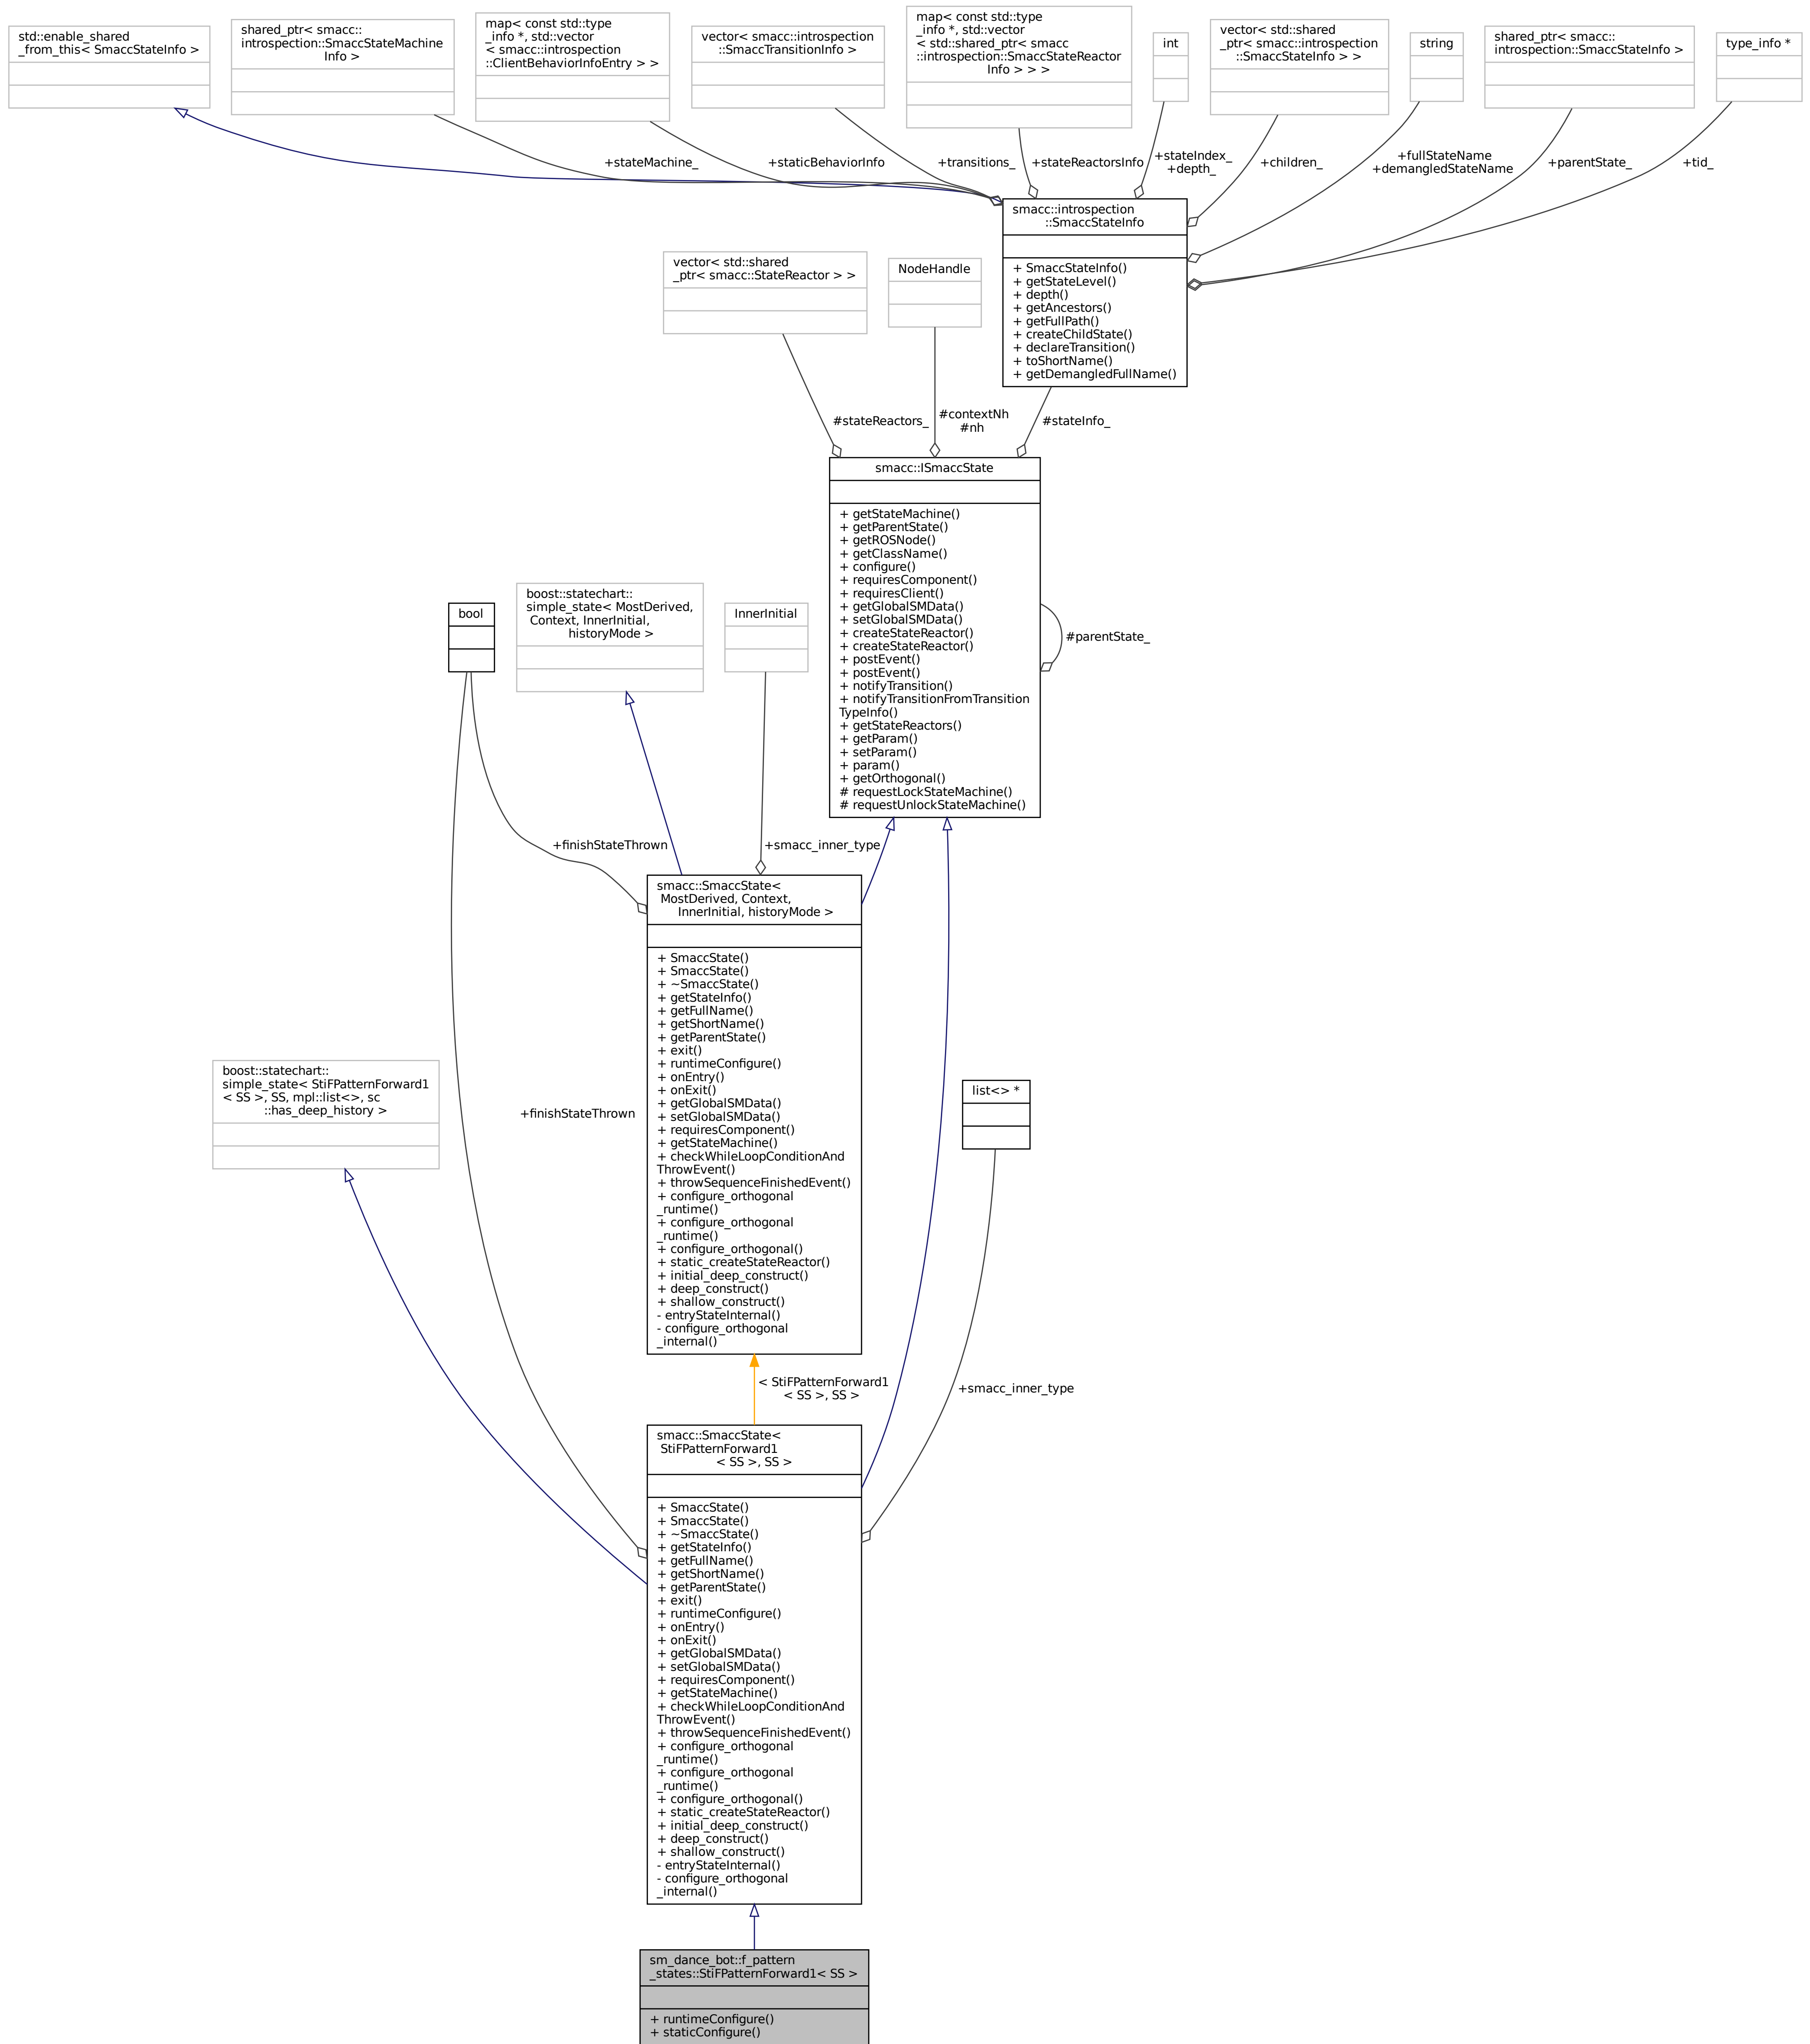 std::enable_shared
_from_this< SmaccStateInfo >
shared_ptr< smacc::
introspection::SmaccStateMachine
Info >
map< const std::type
_info *, std::vector
< smacc::introspection
::ClientBehaviorInfoEntry > >
vector< smacc::introspection
::SmaccTransitionInfo >
map< const std::type
_info *, std::vector
< std::shared_ptr< smacc
::introspection::SmaccStateReactor
Info > > >
int
vector< std::shared
_ptr< smacc::introspection
::SmaccStateInfo > >
string
shared_ptr< smacc::
introspection::SmaccStateInfo >
type_info *
+stateMachine_
+staticBehaviorInfo
+transitions_
+stateReactorsInfo
+stateIndex_
+depth_
+children_
+fullStateName
+demangledStateName
+parentState_
+tid_
smacc::introspection
::SmaccStateInfo
+ SmaccStateInfo()
+ getStateLevel()
+ depth()
+ getAncestors()
+ getFullPath()
+ createChildState()
+ declareTransition()
+ toShortName()
+ getDemangledFullName()
vector< std::shared
_ptr< smacc::StateReactor > >
NodeHandle
#stateReactors_
#contextNh
#nh
#stateInfo_
smacc::ISmaccState
+ getStateMachine()
+ getParentState()
+ getROSNode()
+ getClassName()
+ configure()
+ requiresComponent()
+ requiresClient()
+ getGlobalSMData()
+ setGlobalSMData()
+ createStateReactor()
+ createStateReactor()
+ postEvent()
+ postEvent()
+ notifyTransition()
+ notifyTransitionFromTransition
TypeInfo()
+ getStateReactors()
+ getParam()
+ setParam()
+ param()
+ getOrthogonal()
# requestLockStateMachine()
# requestUnlockStateMachine()
#parentState_
bool
boost::statechart::
simple_state< MostDerived,
Context, InnerInitial,
historyMode >
InnerInitial
+finishStateThrown
+smacc_inner_type
smacc::SmaccState<
MostDerived, Context,
InnerInitial, historyMode >
+ SmaccState()
+ SmaccState()
+ ~SmaccState()
+ getStateInfo()
+ getFullName()
+ getShortName()
+ getParentState()
+ exit()
+ runtimeConfigure()
+ onEntry()
+ onExit()
+ getGlobalSMData()
+ setGlobalSMData()
+ requiresComponent()
+ getStateMachine()
+ checkWhileLoopConditionAnd
ThrowEvent()
+ throwSequenceFinishedEvent()
+ configure_orthogonal
_runtime()
+ configure_orthogonal
_runtime()
+ configure_orthogonal()
+ static_createStateReactor()
+ initial_deep_construct()
+ deep_construct()
+ shallow_construct()
- entryStateInternal()
- configure_orthogonal
_internal()
boost::statechart::
simple_state< StiFPatternForward1
< SS >, SS, mpl::list<>, sc
::has_deep_history >
+finishStateThrown
list<> *
< StiFPatternForward1
< SS >, SS >
+smacc_inner_type
smacc::SmaccState<
StiFPatternForward1
< SS >, SS >
+ SmaccState()
+ SmaccState()
+ ~SmaccState()
+ getStateInfo()
+ getFullName()
+ getShortName()
+ getParentState()
+ exit()
+ runtimeConfigure()
+ onEntry()
+ onExit()
+ getGlobalSMData()
+ setGlobalSMData()
+ requiresComponent()
+ getStateMachine()
+ checkWhileLoopConditionAnd
ThrowEvent()
+ throwSequenceFinishedEvent()
+ configure_orthogonal
_runtime()
+ configure_orthogonal
_runtime()
+ configure_orthogonal()
+ static_createStateReactor()
+ initial_deep_construct()
+ deep_construct()
+ shallow_construct()
- entryStateInternal()
- configure_orthogonal
_internal()
sm_dance_bot::f_pattern
_states::StiFPatternForward1< SS >
+ runtimeConfigure()
+ staticConfigure()